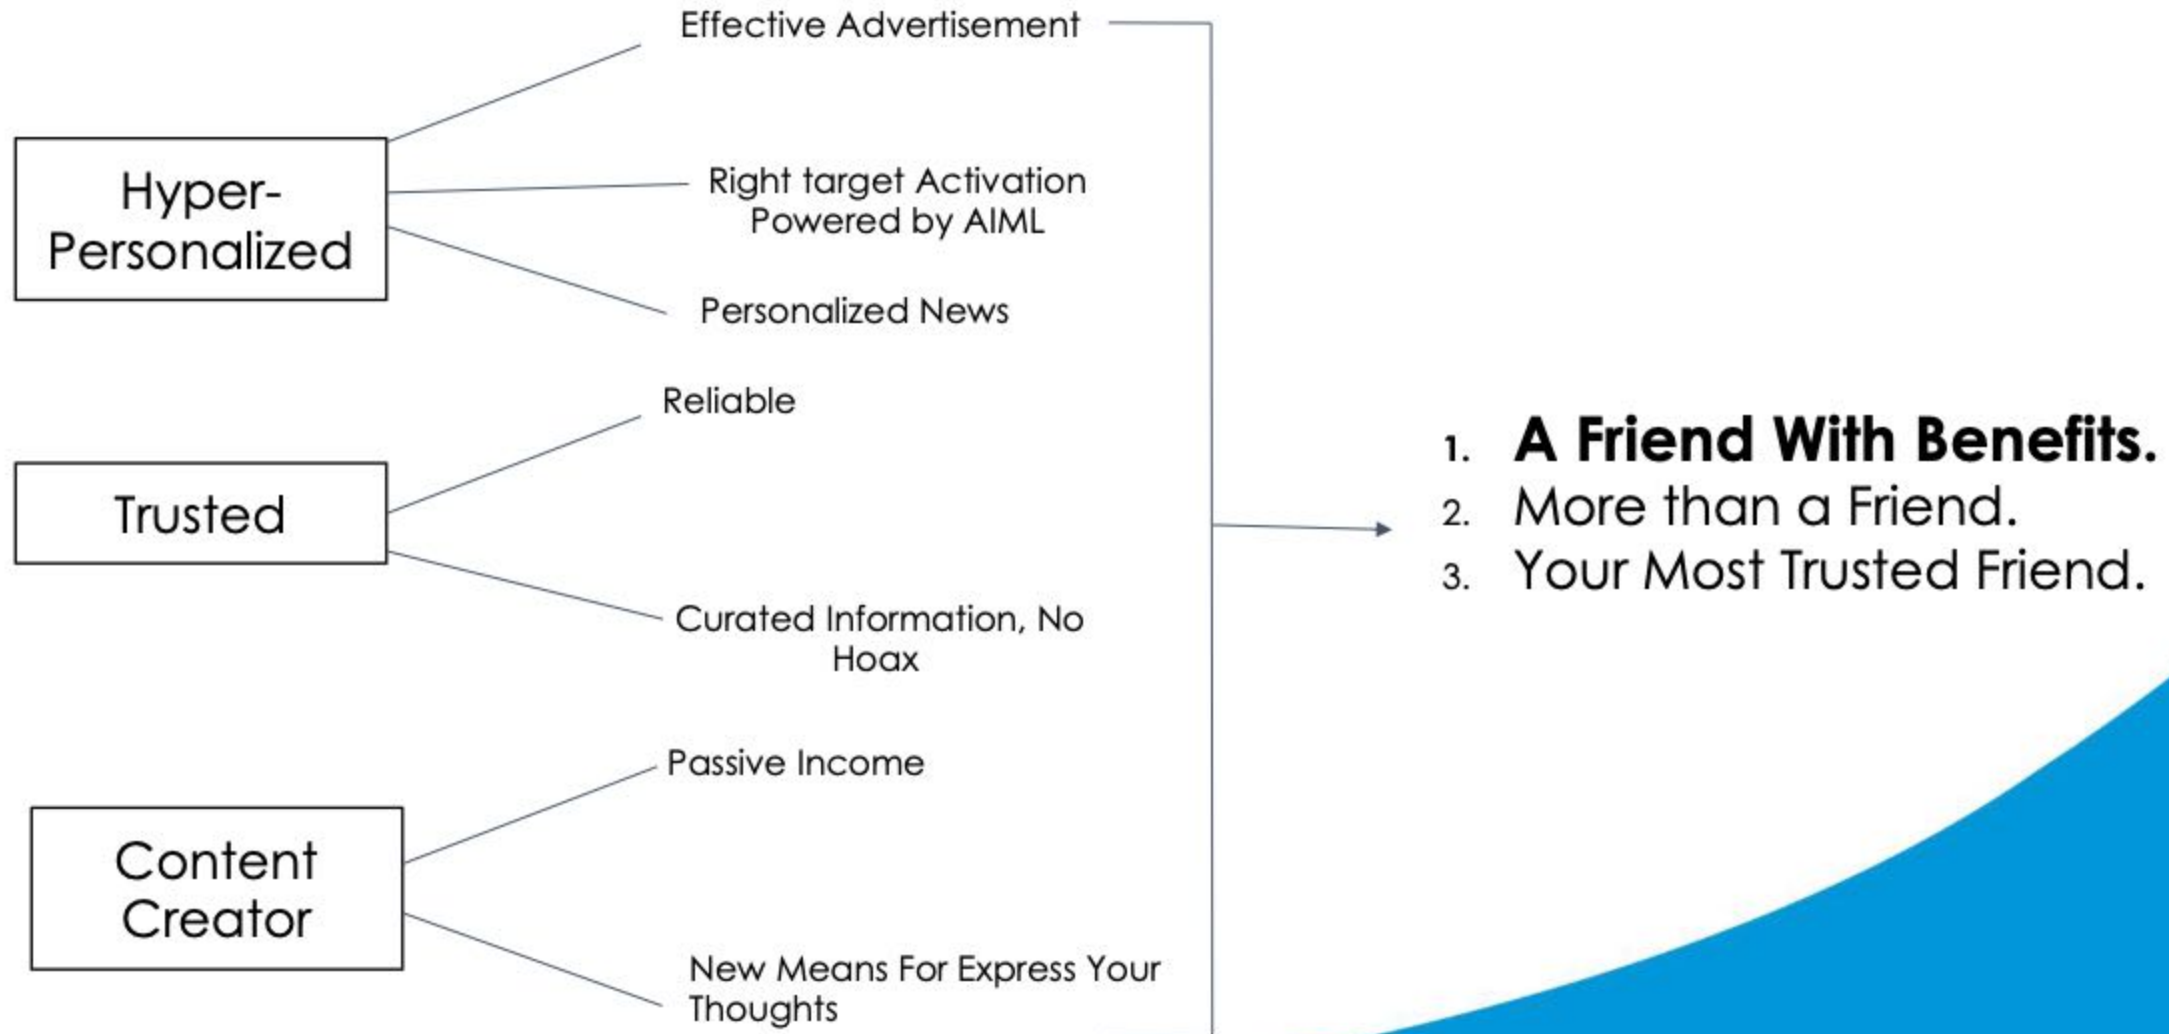 Effective Advertisement
Hyper-
Personalized
Right target Activation
Powered by AIML
Personalized News
Reliable
Trusted
Curated Information, No
Hoax
Passive Income
Content
Creator
New Means For Express Your
Thoughts
1. A Friend With Benefits.
2. More than a Friend.
3. Your Most Trusted Friend.